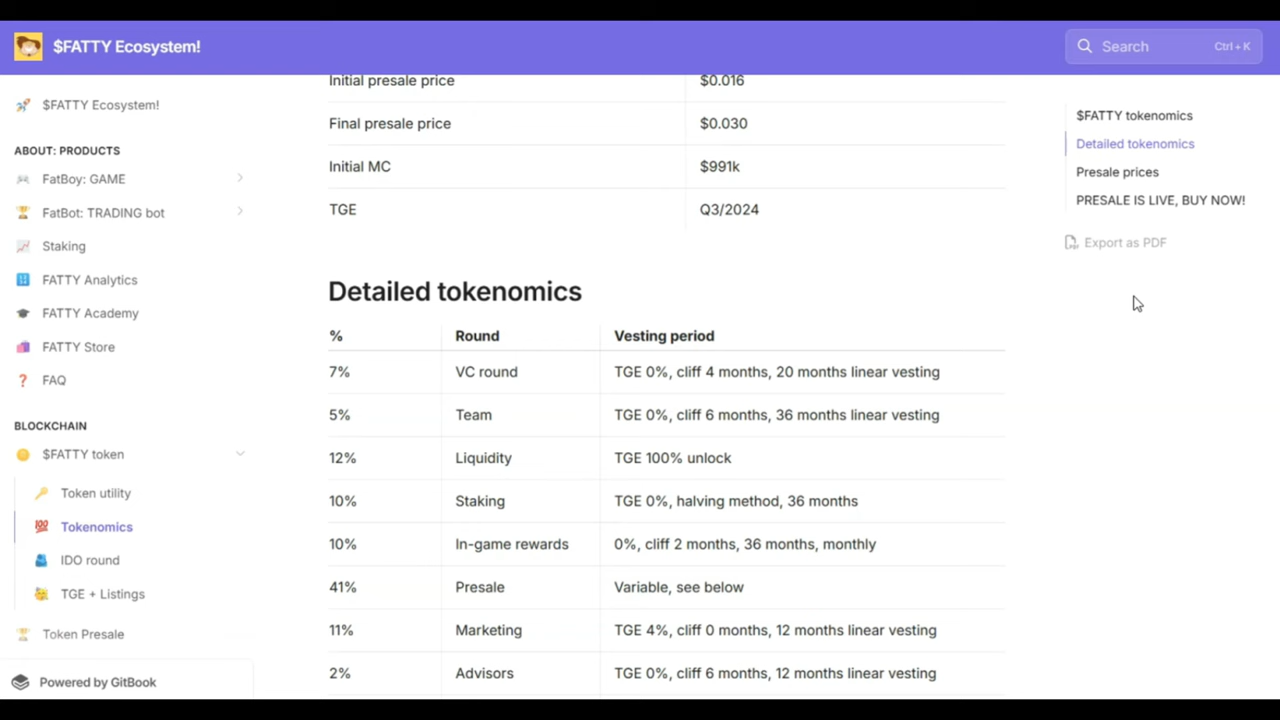 $FATTY Ecosystem!
Search
Ctrl + K
$FATTY Ecosystem!
ABOUT: PRODUCTS
FatBoy: GAME
FatBot: TRADING bot
Staking
FATTY Analytics
FATTY Academy
FATTY Store
FAQ
BLOCKCHAIN
$FATTY token
Token utility
Tokenomics
IDO round
TGE + Listings
Token Presale
Powered by GitBook
Initial presale price $0.016
Final presale price $0.030
Initial MC $991k
TGE Q3/2024
Detailed tokenomics
% Round Vesting period
7% VC round TGE 0%, cliff 4 months, 20 months linear vesting
5% Team TGE 0%, cliff 6 months, 36 months linear vesting
12% Liquidity TGE 100% unlock
10% Staking TGE 0%, halving method, 36 months
10% In-game rewards 0%, cliff 2 months, 36 months, monthly
41% Presale Variable, see below
11% Marketing TGE 4%, cliff 0 months, 12 months linear vesting
2% Advisors TGE 0%, cliff 6 months, 12 months linear vesting
$FATTY tokenomics
Detailed tokenomics
Presale prices
PRESALE IS LIVE, BUY NOW!
Export as PDF